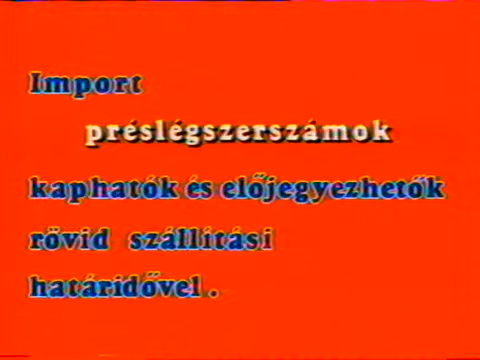 Import
préslégszerszámok
kaphatók és előjegyezhetők
rövid szállítási
határidővel.